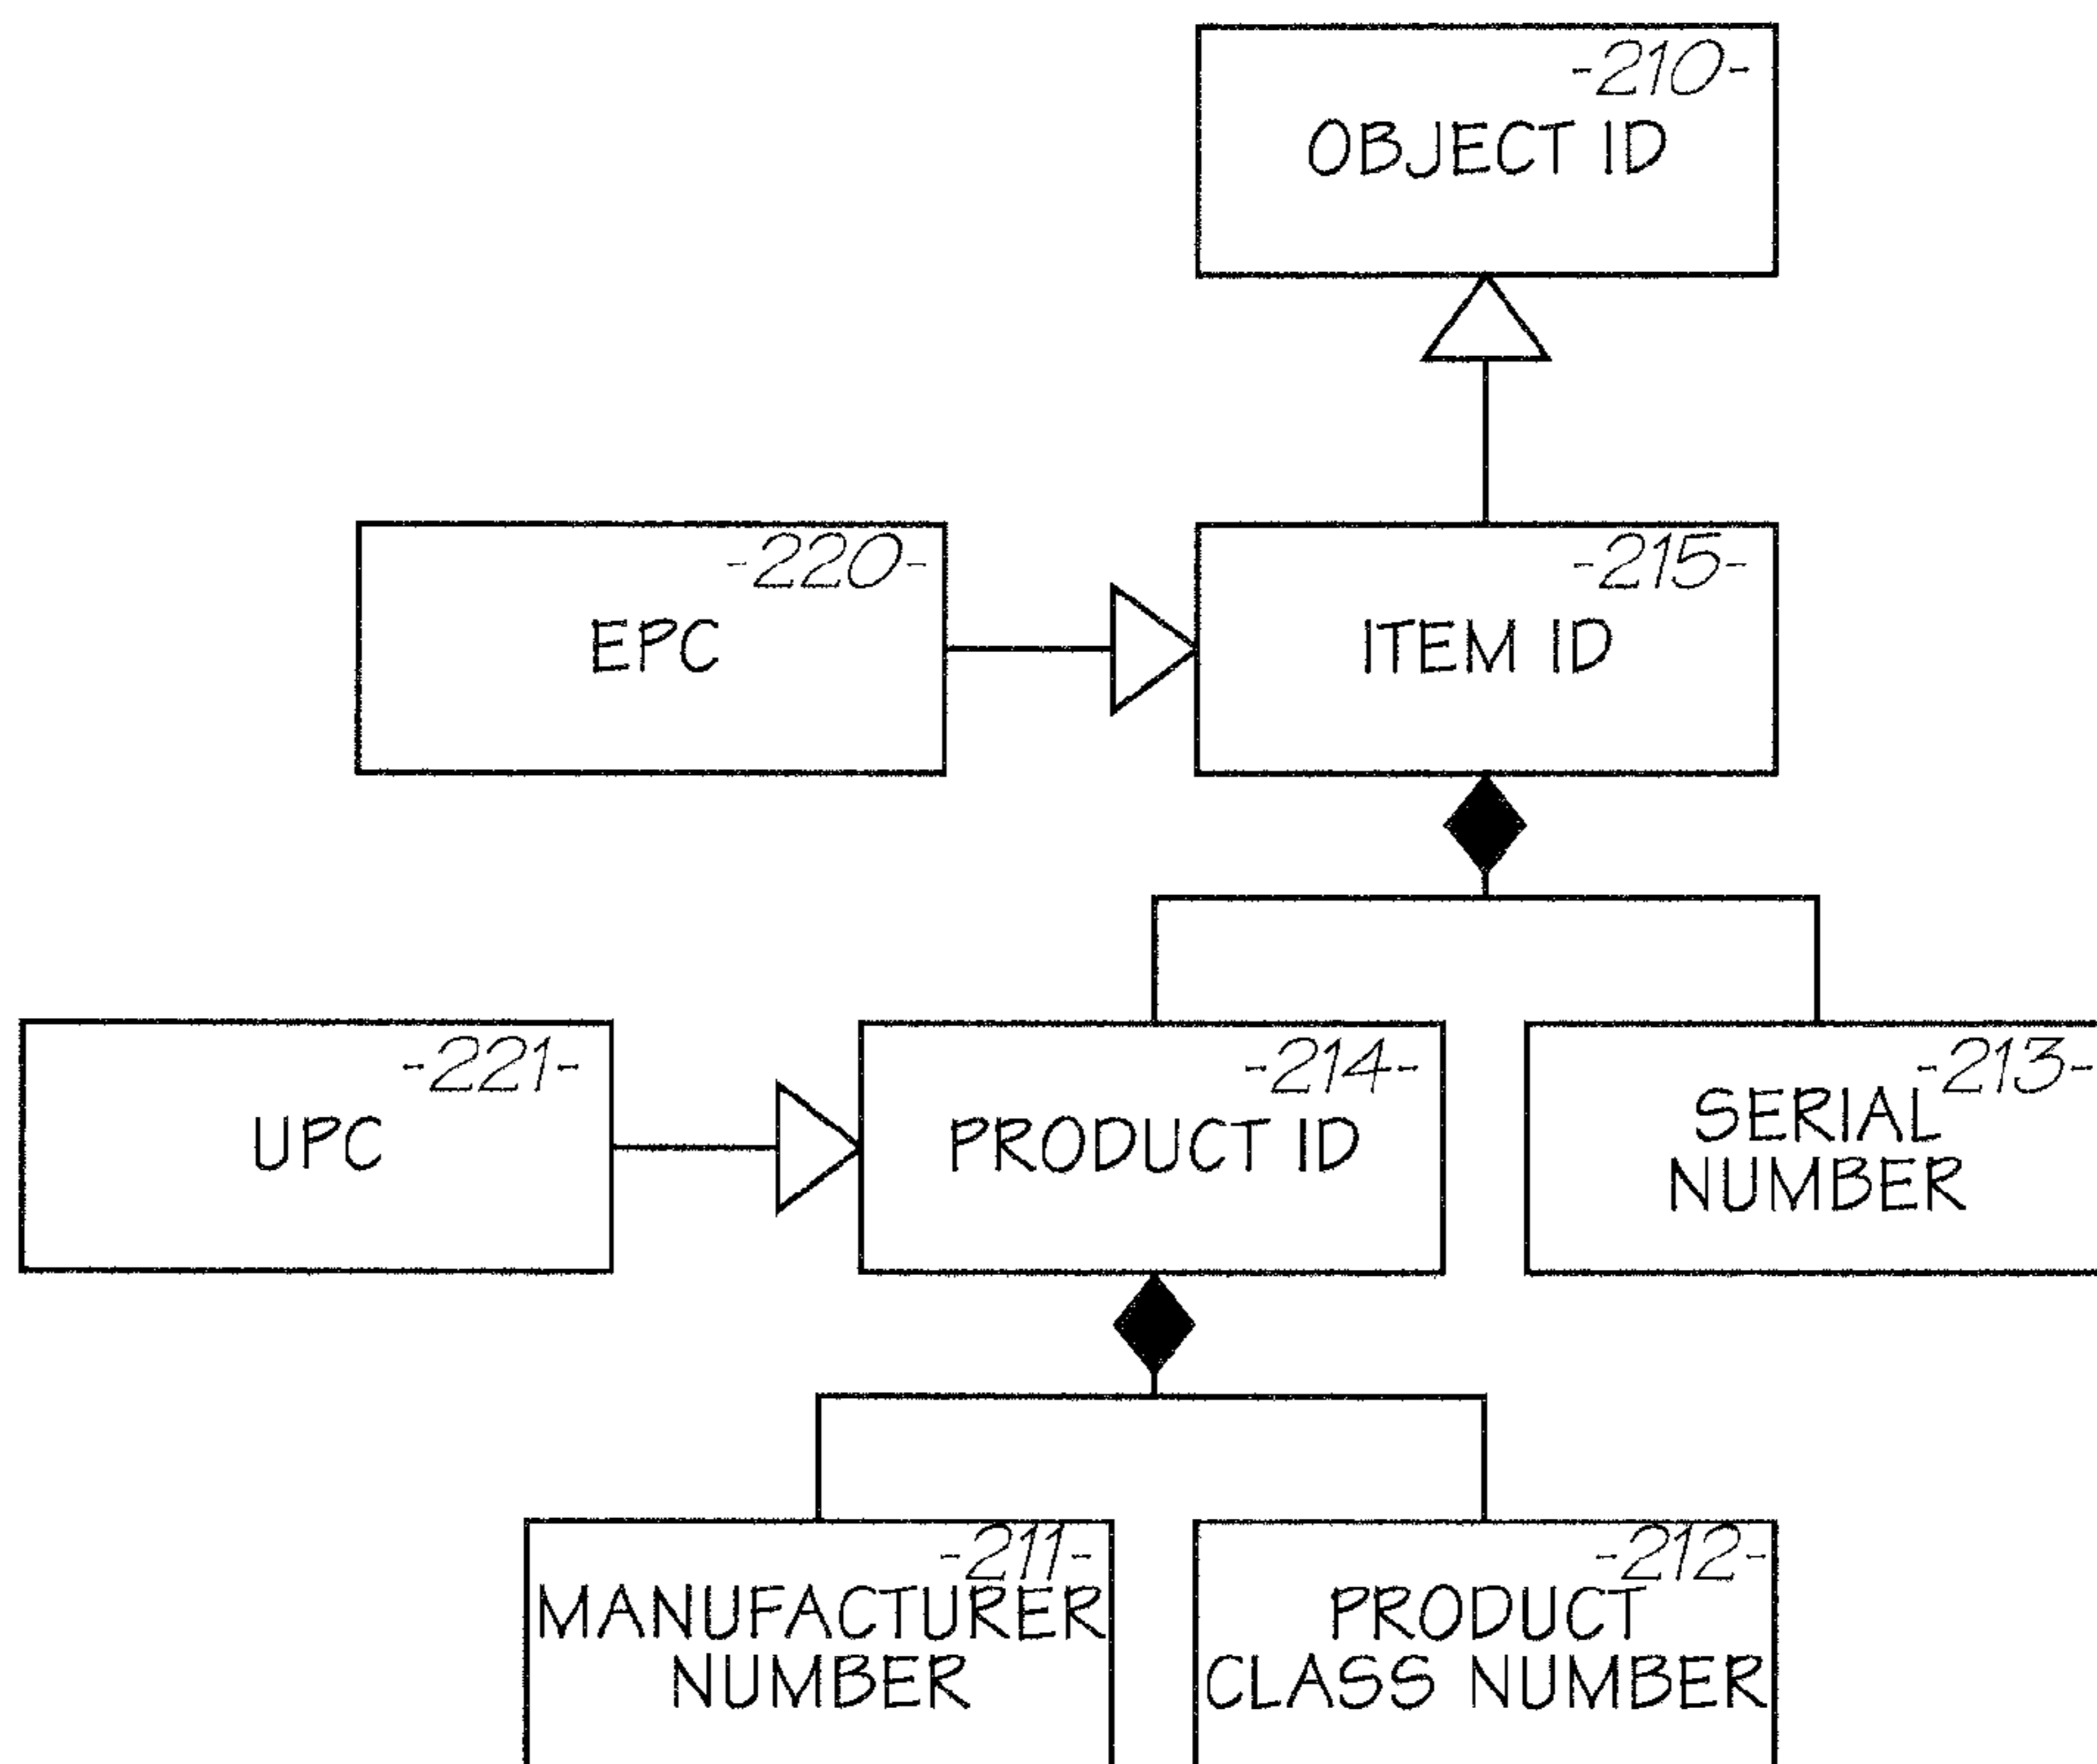 -210-
OBJECT ID
-220-
EPC
-215-
ITEM ID
-221-
UPC
-214-
PRODUCT ID
-213-
SERIAL
NUMBER
-211-
MANUFACTURER
NUMBER
-212-
PRODUCT
CLASS NUMBER